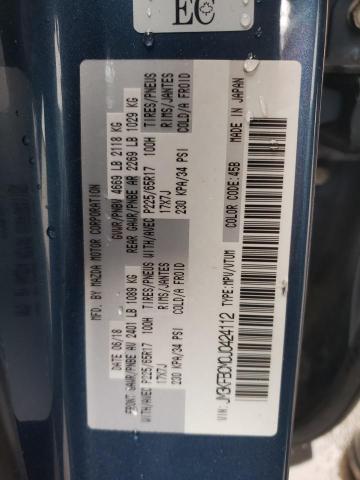 EC
MFD. BY MAZDA MOTOR CORPORATION
DATE 06/18 GVWR/PNBV 4669 LB 2118 KG
FRONT GAWR/PNBE AV 2401 LB 1089 KG REAR GAWR/PNBE AR 2269 LB 1029 KG
WITH/AVEC P225/65R17 100H TIRES/PNEUS WITH/AVEC P225/65R17 100H TIRES/PNEUS
17X7J RIMS/JANTES 17X7J RIMS/JANTES
230 KPA/34 PSI COLD/A FROID 230 KPA/34 PSI COLD/A FROID
VIN: TYPE:MPV/VTUM COLOR CODE:45B MADE IN JAPAN